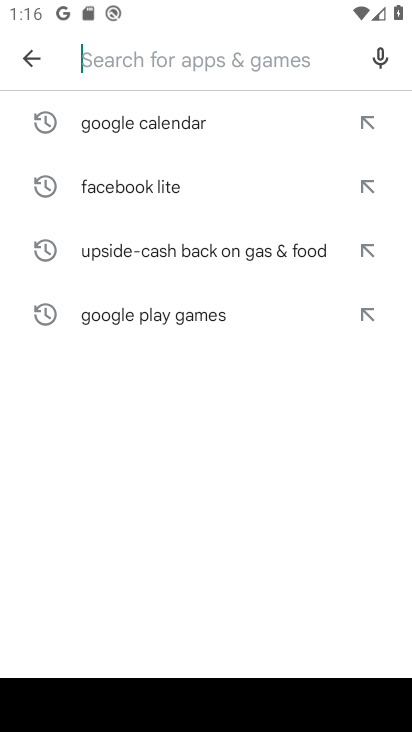 1:16
Search for apps & games
google calendar
facebook lite
upside-cash back on gas & food
google play games